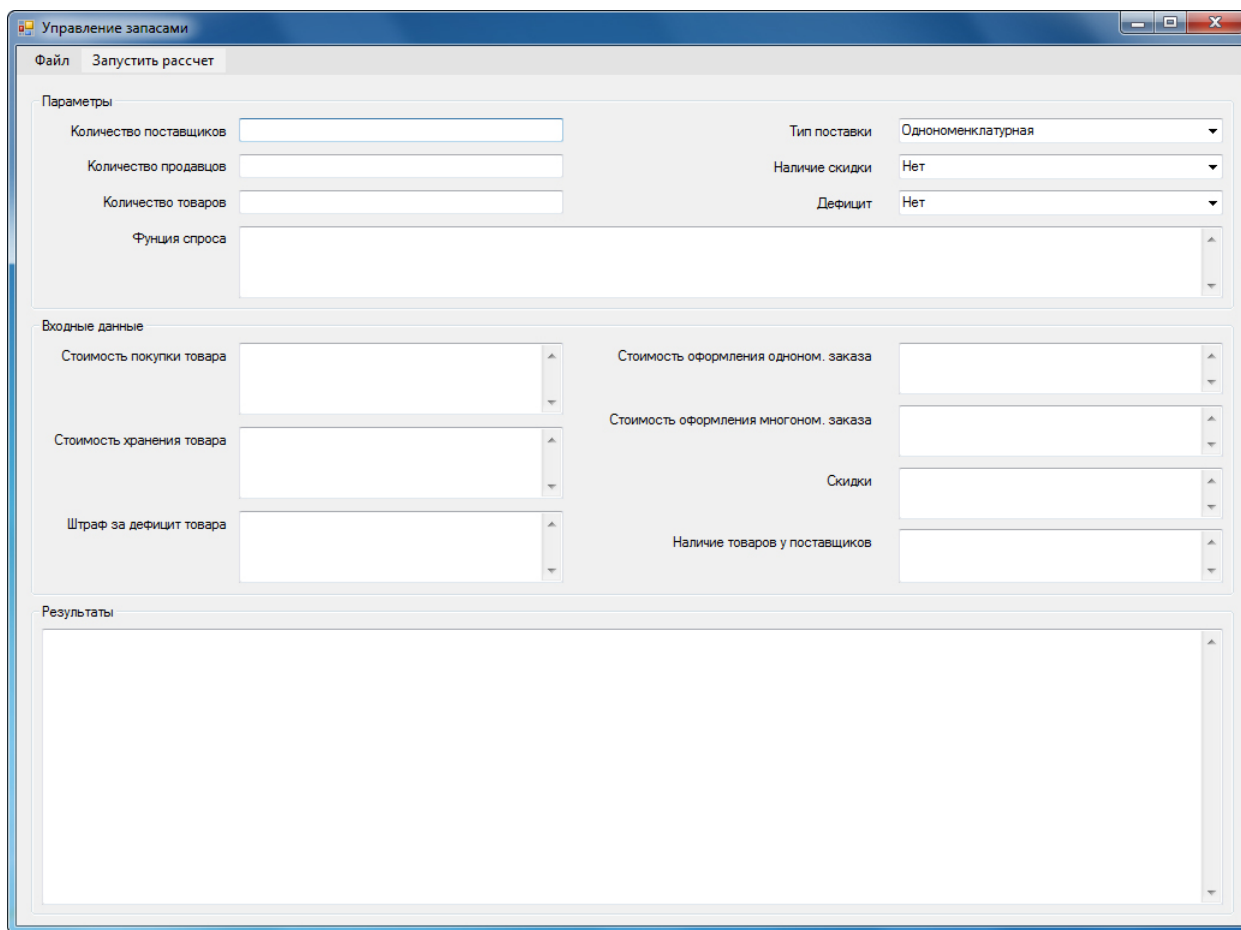 Управление запасами
Файл Запустить рассчет
Параметры
Количество поставщиков
Тип поставки Однономенклатурная
Количество продавцов
Наличие скидки Нет
Количество товаров
Дефицит Нет
Фунция спроса
Входные данные
Стоимость покупки товара
Стоимость оформления одноном. заказа
Стоимость оформления многоном. заказа
Стоимость хранения товара
Скидки
Штраф за дефицит товара
Наличие товаров у поставщиков
Результаты